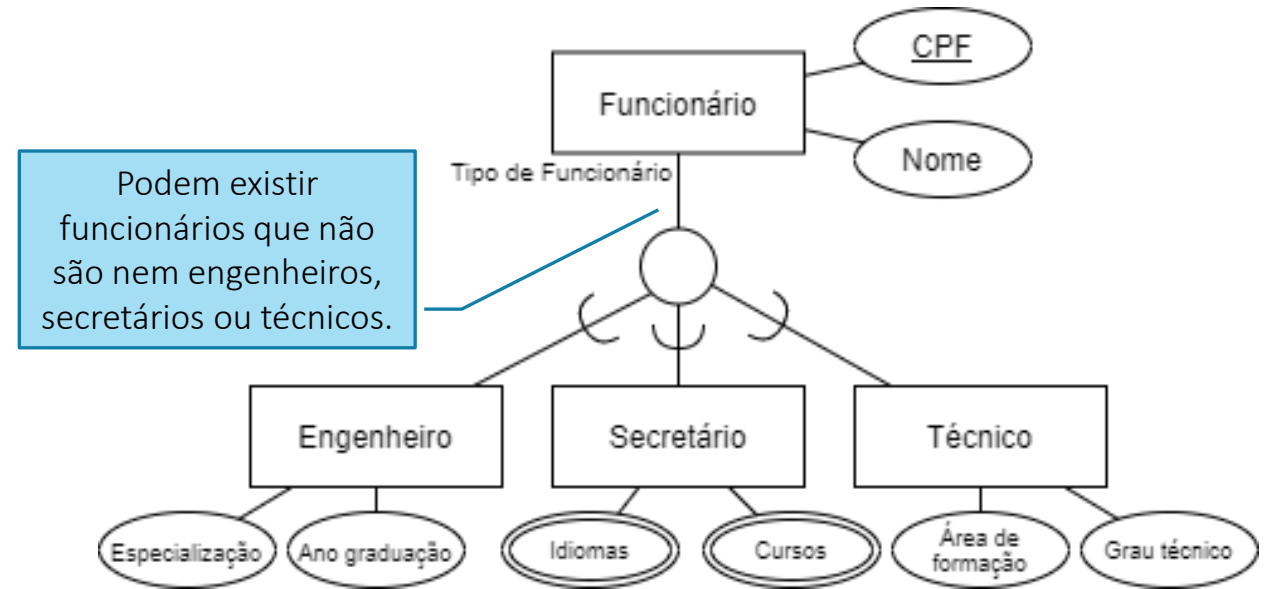 CPF
Funcionário
Nome
Tipo de Funcionário
Podem existir
funcionários que não
são nem engenheiros,
secretários ou técnicos.
Engenheiro
Secretário
Técnico
Especialização
Ano graduação
Idiomas
Cursos
Área de
formação
Grau técnico